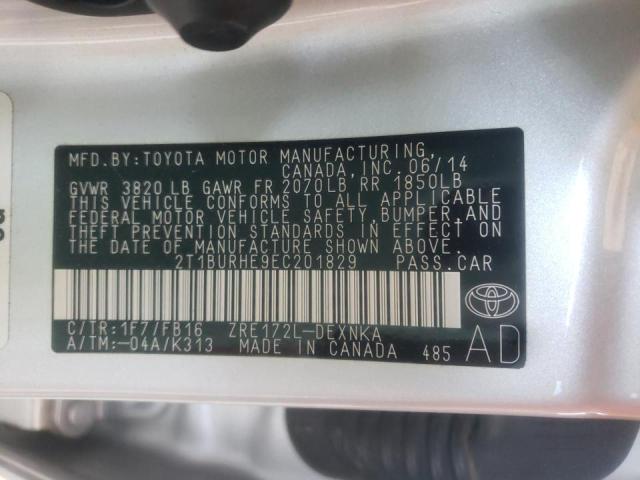 MFD. BY: TOYOTA MOTOR MANUFACTURING,
CANADA, INC. 06/14
GVWR 3820 LB GAWR FR 2070LB RR 1850LB
THIS VEHICLE CONFORMS TO ALL APPLICABLE
FEDERAL MOTOR VEHICLE SAFETY, BUMPER, AND
THEFT PREVENTION STANDARDS IN EFFECT ON
THE DATE OF MANUFACTURE SHOWN ABOVE.
2T1BURHE9EC201829 PASS. CAR
C/TR: 1F7/FB16 ZRE172L-DEXNKA
A/TM: -04A/K313 MADE IN CANADA 485
AD